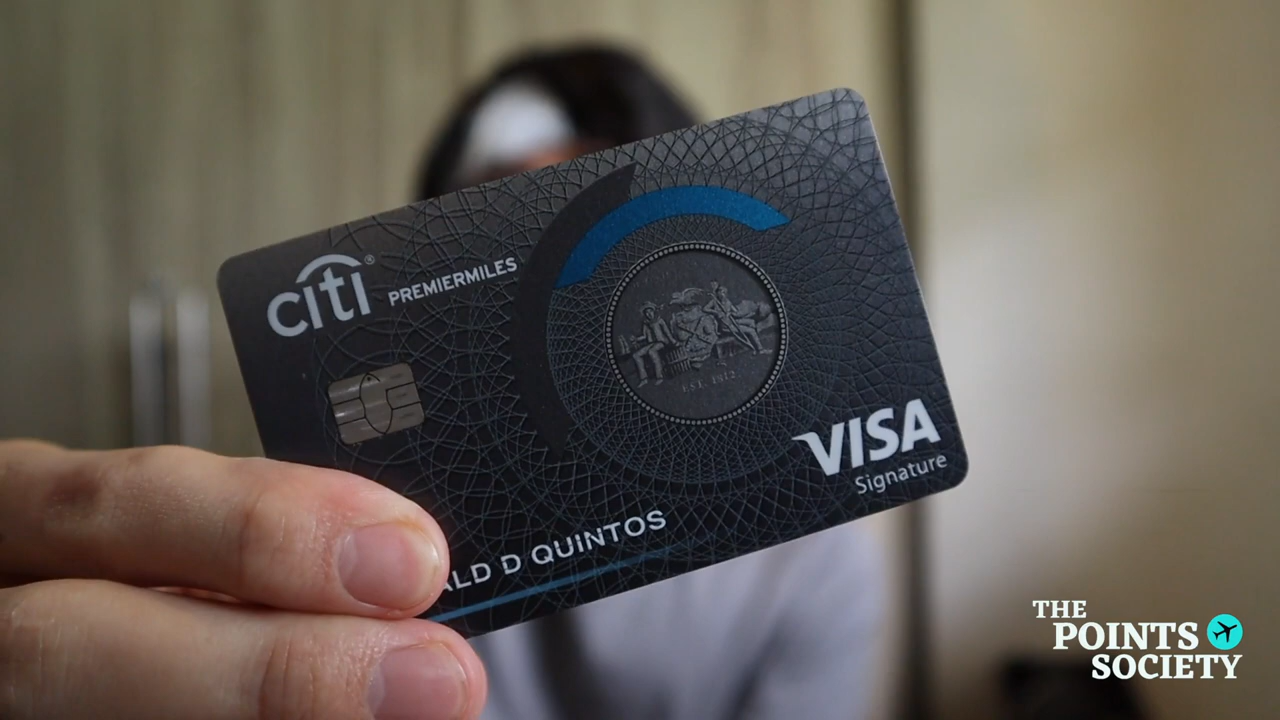 citi® PREMIERMILES
EST. 1812
VISA
Signature
ALD D QUINTOS
THE
POINTS
SOCIETY